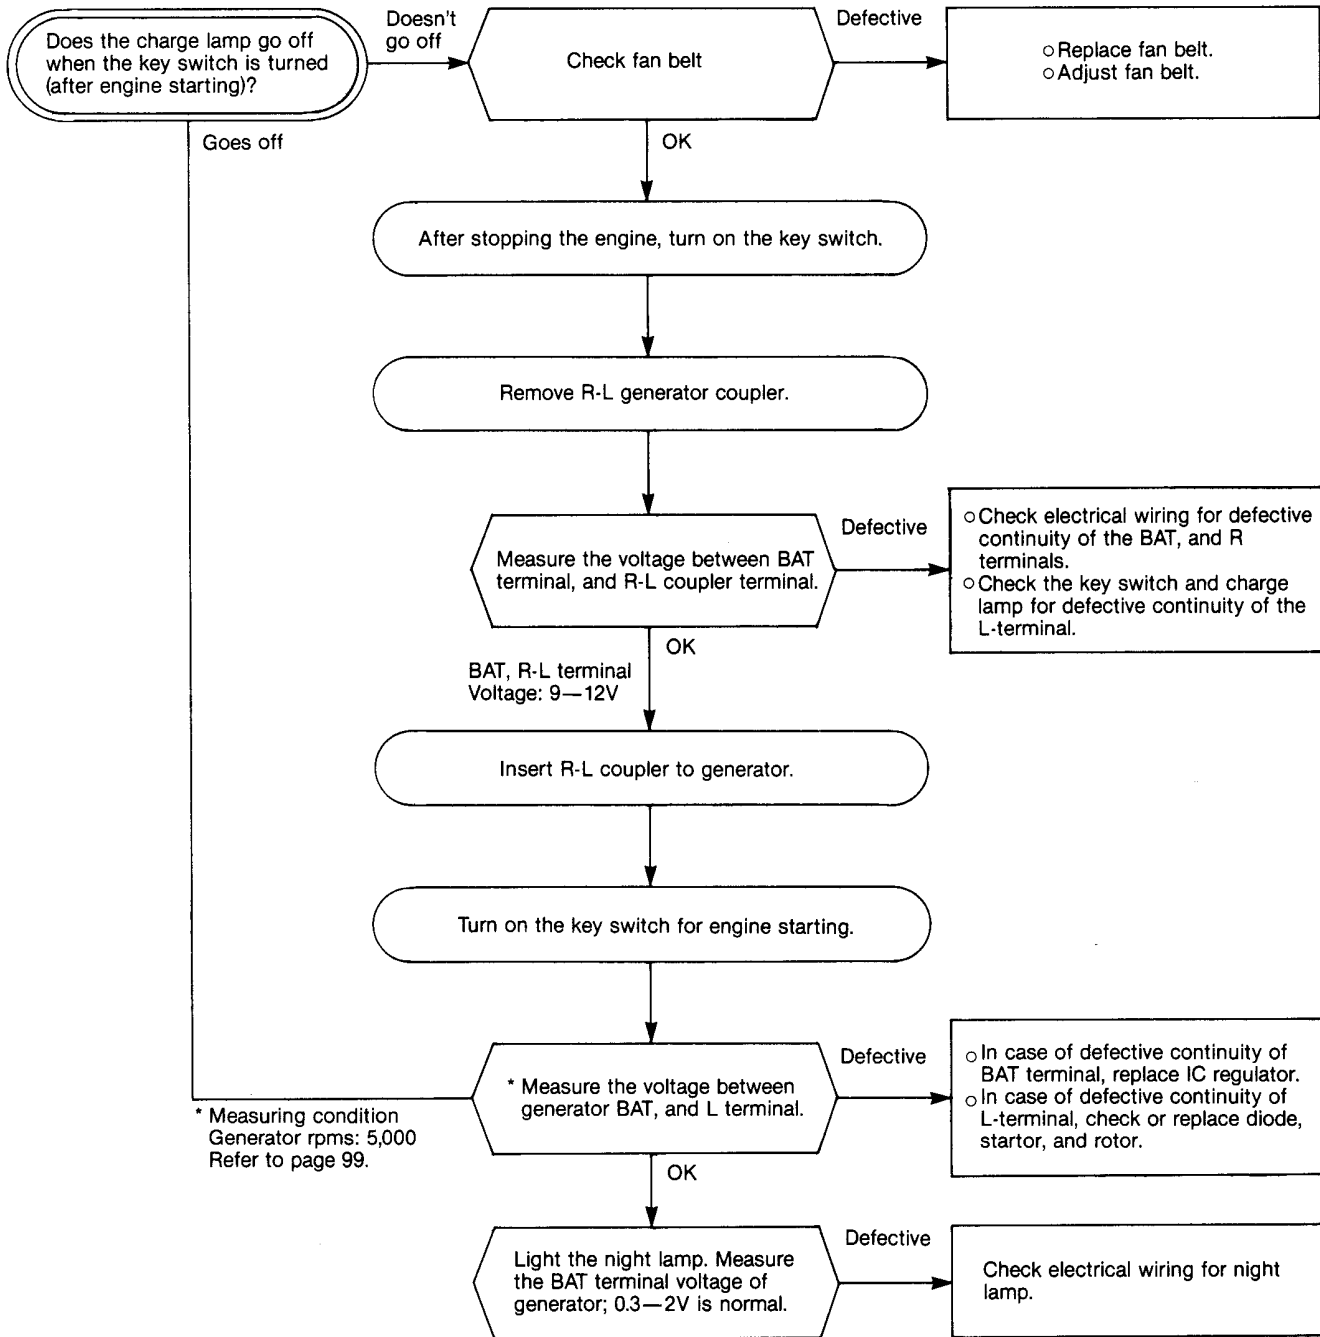 Does the charge lamp go off
when the key switch is turned
(after engine starting)?
Doesn't
go off
Check fan belt
Defective
○ Replace fan belt.
○ Adjust fan belt.
Goes off
OK
After stopping the engine, turn on the key switch.
Remove R-L generator coupler.
Measure the voltage between BAT
terminal, and R-L coupler terminal.
Defective
○ Check electrical wiring for defective
continuity of the BAT, and R
terminals.
○ Check the key switch and charge
lamp for defective continuity of the
L-terminal.
OK
BAT, R-L terminal
Voltage: 9—12V
Insert R-L coupler to generator.
Turn on the key switch for engine starting.
* Measure the voltage between
generator BAT, and L terminal.
Defective
○ In case of defective continuity of
BAT terminal, replace IC regulator.
○ In case of defective continuity of
L-terminal, check or replace diode,
startor, and rotor.
* Measuring condition
Generator rpms: 5,000
Refer to page 99.
OK
Light the night lamp. Measure
the BAT terminal voltage of
generator; 0.3—2V is normal.
Defective
Check electrical wiring for night
lamp.